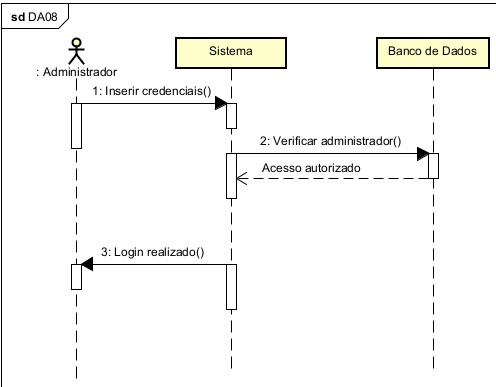 sd DA08
Sistema
Banco de Dados
: Administrador
1: Inserir credenciais()
2: Verificar administrador()
Acesso autorizado
3: Login realizado()